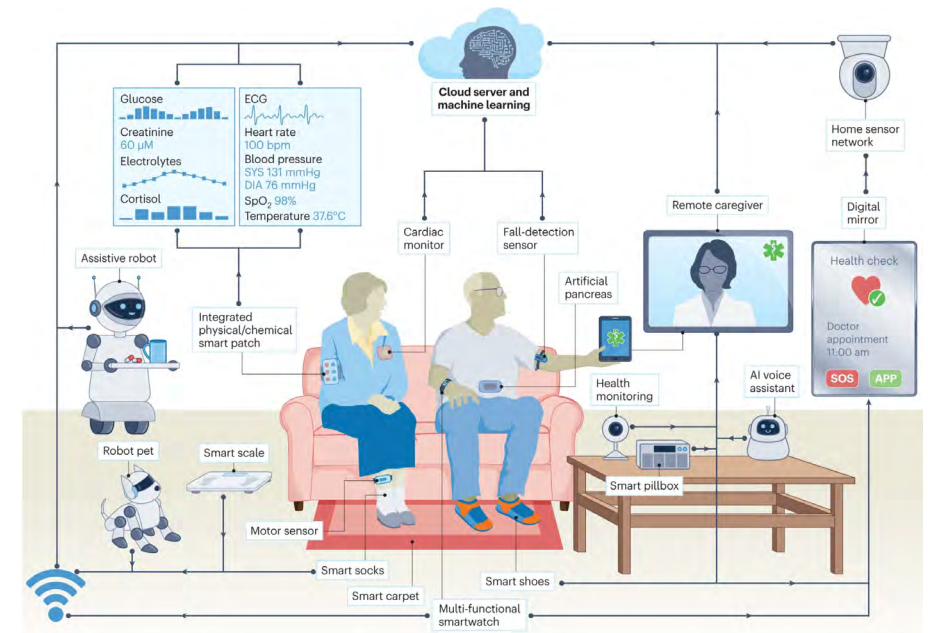 Cloud server and
machine learning
Glucose
Creatinine
60 µM
Electrolytes
Cortisol
ECG
Heart rate
100 bpm
Blood pressure
SYS 131 mmHg
DIA 76 mmHg
SpO2 98%
Temperature 37.6°C
Home sensor
network
Remote caregiver
Digital
mirror
Cardiac
monitor
Fall-detection
sensor
Assistive robot
Health check
Artificial
pancreas
Integrated
physical/chemical
smart patch
Doctor
appointment
11:00 am
SOS
APP
Health
monitoring
AI voice
assistant
Robot pet
Smart scale
Smart pillbox
Motor sensor
Smart socks
Smart shoes
Smart carpet
Multi-functional
smartwatch